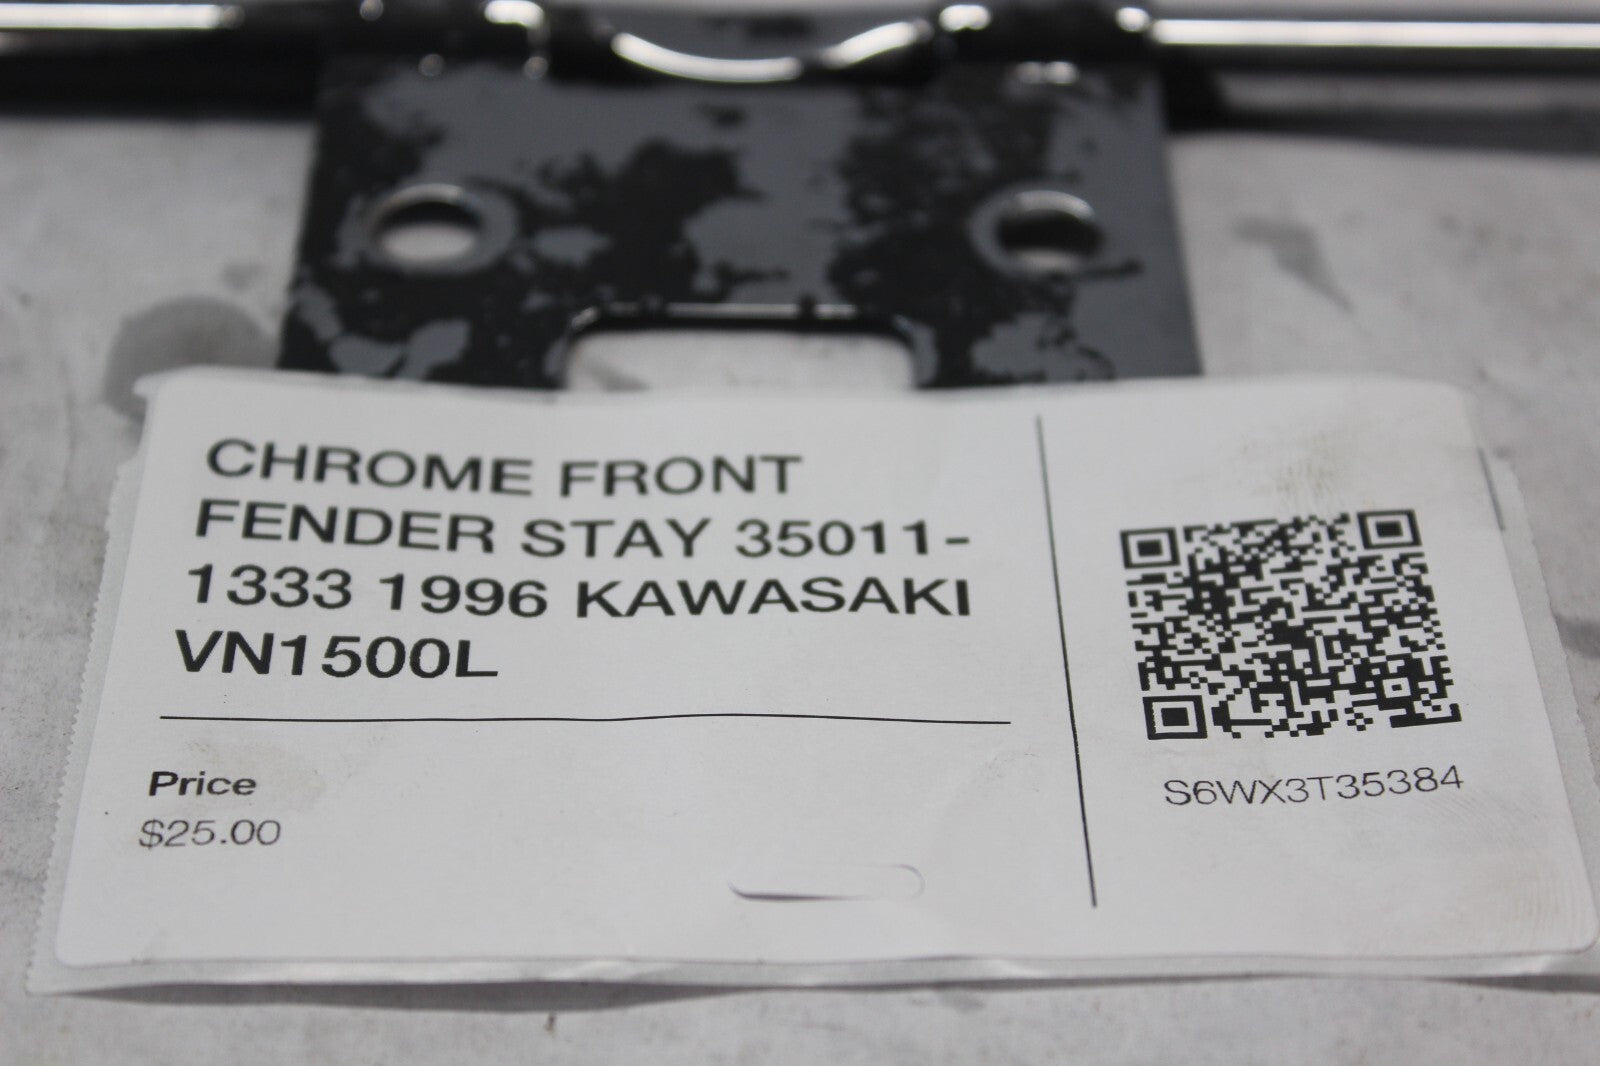 CHROME FRONT
FENDER STAY 35011-
1333 1996 KAWASAKI
VN1500L
Price
$25.00
S6WX3T35384